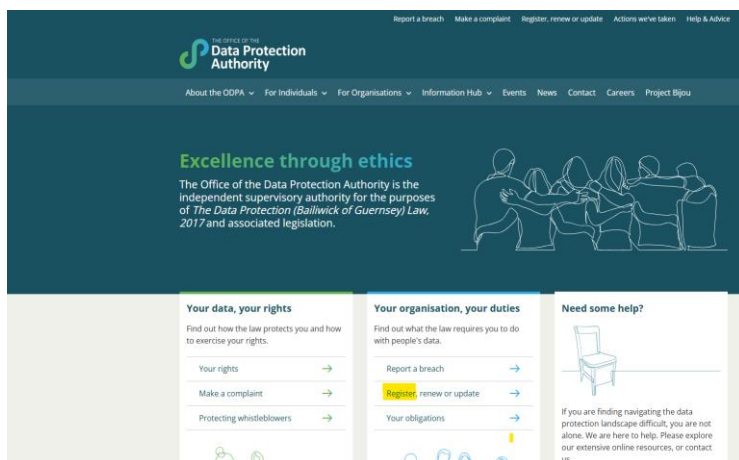 Report a breach Make a complaint Register, renew or update Actions we've taken Help & Advice
THE OFFICE OF THE
Data Protection
Authority
About the ODPA For Individuals For Organisations Information Hub Events News Contact Careers Project Bijou
Excellence through ethics
The Office of the Data Protection Authority is the
independent supervisory authority for the purposes
of The Data Protection (Bailiwick of Guernsey) Law,
2017 and associated legislation.
Your data, your rights
Find out how the law protects you and how
to exercise your rights.
Your rights
Make a complaint
Protecting whistleblowers
Your organisation, your duties
Find out what the law requires you to do
with people's data.
Report a breach
Register, renew or update
Your obligations
Need some help?
If you are finding navigating the data
protection landscape difficult, you are not
alone. We are here to help. Please explore
our extensive online resources, or contact
us.